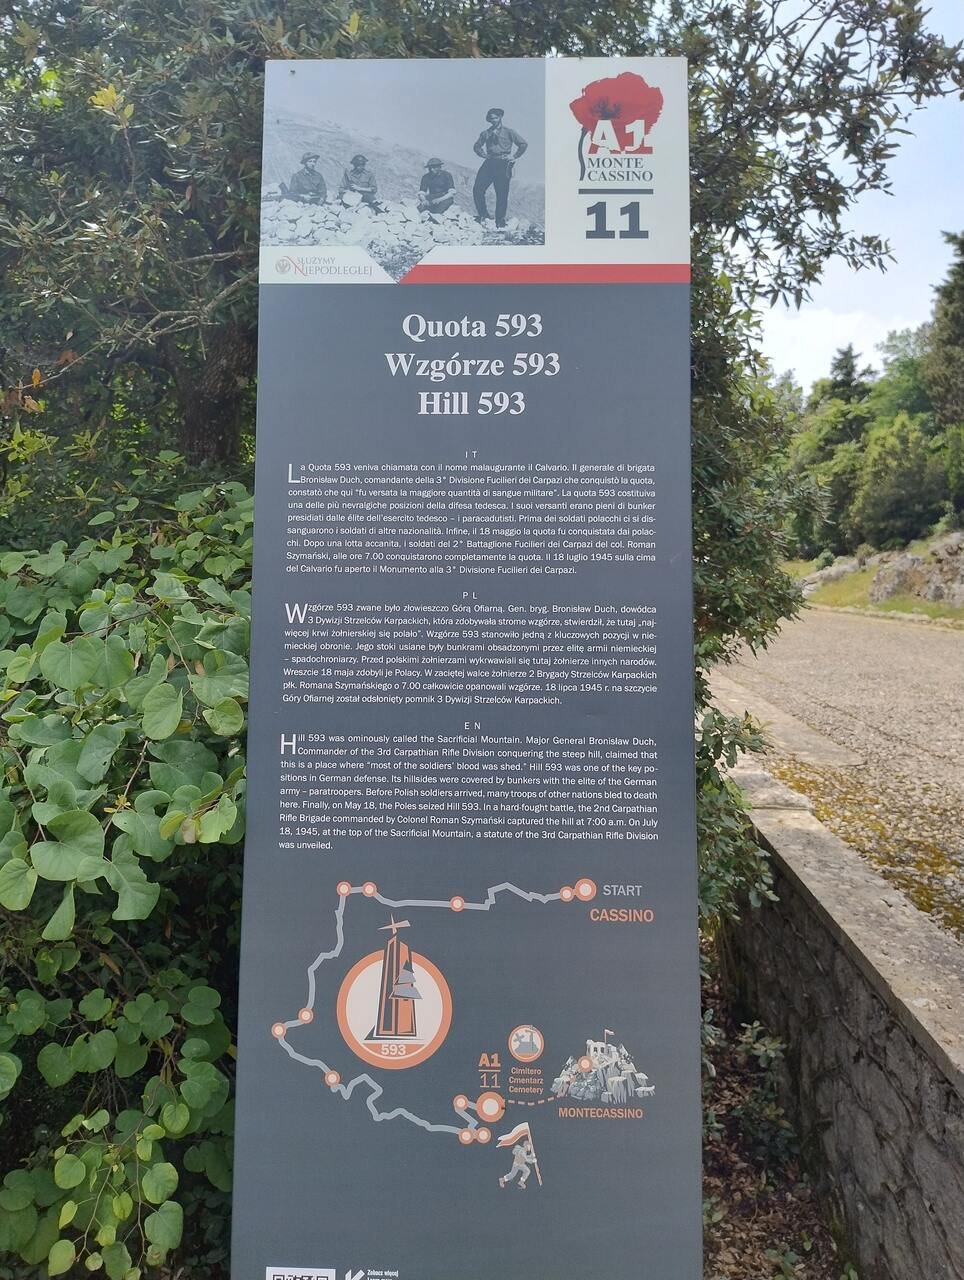 A1
MONTE
CASSINO
11
SŁUŻYMY
NIEPODLEGŁEJ
Quota 593
Wzgórze 593
Hill 593
IT
La Quota 593 veniva chiamata con il nome malaugurante il Calvario. Il generale di brigata
Bronisław Duch, comandante della 3° Divisione Fucilieri dei Carpazi che conquistò la quota,
constatò che qui "fu versata la maggiore quantità di sangue militare". La quota 593 costituiva
una delle più nevralgiche posizioni della difesa tedesca. I suoi versanti erano pieni di bunker
presidiati dalle élite dell'esercito tedesco – i paracadutisti. Prima dei soldati polacchi ci si dis-
sanguarono i soldati di altre nazionalità. Infine, il 18 maggio la quota fu conquistata dai polac-
chi. Dopo una lotta accanita, i soldati del 2° Battaglione Fucilieri dei Carpazi del col. Roman
Szymański, alle ore 7.00 conquistarono completamente la quota. Il 18 luglio 1945 sulla cima
del Calvario fu aperto il Monumento alla 3° Divisione Fucilieri dei Carpazi.
PL
Wzgórze 593 zwane było złowieszczo Górą Ofiarną. Gen. bryg. Bronisław Duch, dowódca
3 Dywizji Strzelców Karpackich, która zdobywała strome wzgórze, stwierdził, że tutaj „naj-
więcej krwi żołnierskiej się polało". Wzgórze 593 stanowiło jedną z kluczowych pozycji w nie-
mieckiej obronie. Jego stoki usiane były bunkrami obsadzonymi przez elitę armii niemieckiej
– spadochroniarzy. Przed polskimi żołnierzami wykrwawiali się tutaj żołnierze innych narodów.
Wreszcie 18 maja zdobyli je Polacy. W zaciętej walce żołnierze 2 Brygady Strzelców Karpackich
płk. Romana Szymańskiego o 7.00 całkowicie opanowali wzgórze. 18 lipca 1945 r. na szczycie
Góry Ofiarnej został odsłonięty pomnik 3 Dywizji Strzelców Karpackich.
EN
Hill 593 was ominously called the Sacrificial Mountain. Major General Bronisław Duch,
Commander of the 3rd Carpathian Rifle Division conquering the steep hill, claimed that
this is a place where "most of the soldiers' blood was shed." Hill 593 was one of the key po-
sitions in German defense. Its hillsides were covered by bunkers with the elite of the German
army – paratroopers. Before Polish soldiers arrived, many troops of other nations bled to death
here. Finally, on May 18, the Poles seized Hill 593. In a hard-fought battle, the 2nd Carpathian
Rifle Brigade commanded by Colonel Roman Szymański captured the hill at 7:00 a.m. On July
18, 1945, at the top of the Sacrificial Mountain, a statute of the 3rd Carpathian Rifle Division
was unveiled.
START
CASSINO
593
A1
11
Cimitero
Cmentarz
Cemetery
MONTECASSINO
Zobacz więcej